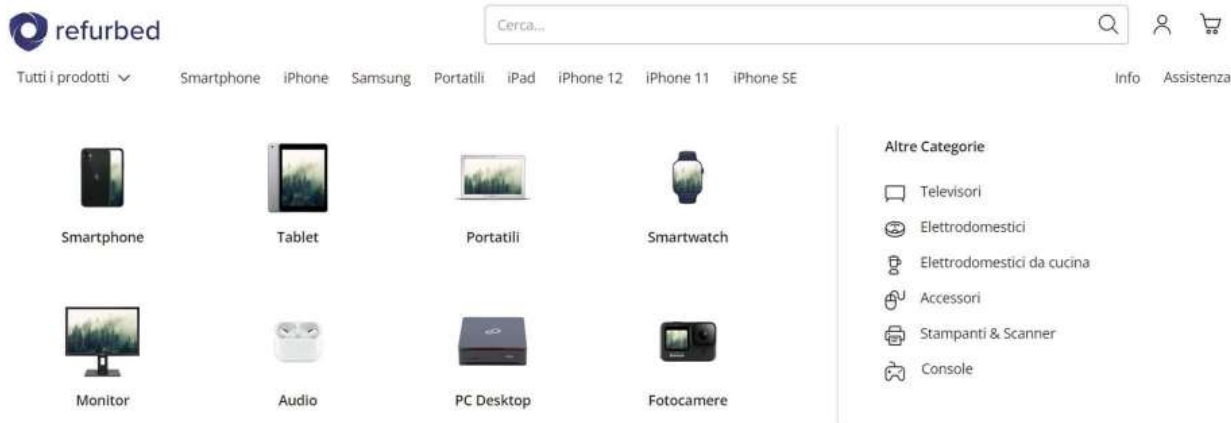 refurbed
Cerca...
Tutti i prodotti Smartphone iPhone Samsung Portatili iPad iPhone 12 iPhone 11 iPhone SE Info Assistenza
Smartphone Tablet Portatili Smartwatch
Monitor Audio PC Desktop Fotocamere
Altre Categorie
Televisori
Elettrodomestici
Elettrodomestici da cucina
Accessori
Stampanti & Scanner
Console